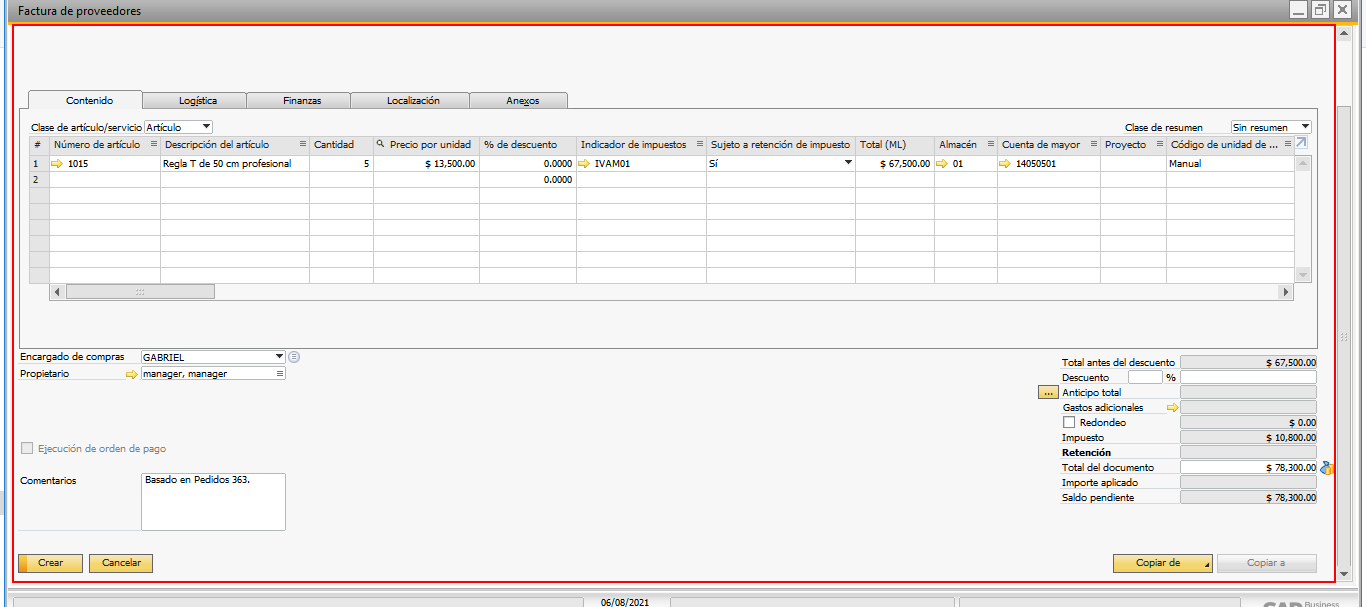 Factura de proveedores
Contenido Logística Finanzas Localización Anexos
Clase de artículo/servicio Artículo Clase de resumen Sin resumen
# Número de artículo Descripción del artículo Cantidad Precio por unidad % de descuento Indicador de impuestos Sujeto a retención de impuesto Total (ML) Almacén Cuenta de mayor Proyecto Código de unidad de ...
1 1015 Regla T de 50 cm profesional 5 $ 13,500.00 0.0000 IVAM01 Sí $ 67,500.00 01 14050501 Manual
2 0.0000
Encargado de compras GABRIEL
Propietario manager, manager
Total antes del descuento $ 67,500.00
Descuento %
... Anticipo total
Gastos adicionales
Redondeo $ 0.00
Impuesto $ 10,800.00
Retención
Total del documento $ 78,300.00
Importe aplicado
Saldo pendiente $ 78,300.00
Ejecución de orden de pago
Comentarios Basado en Pedidos 363.
Crear Cancelar Copiar de Copiar a
06/08/2021
Business